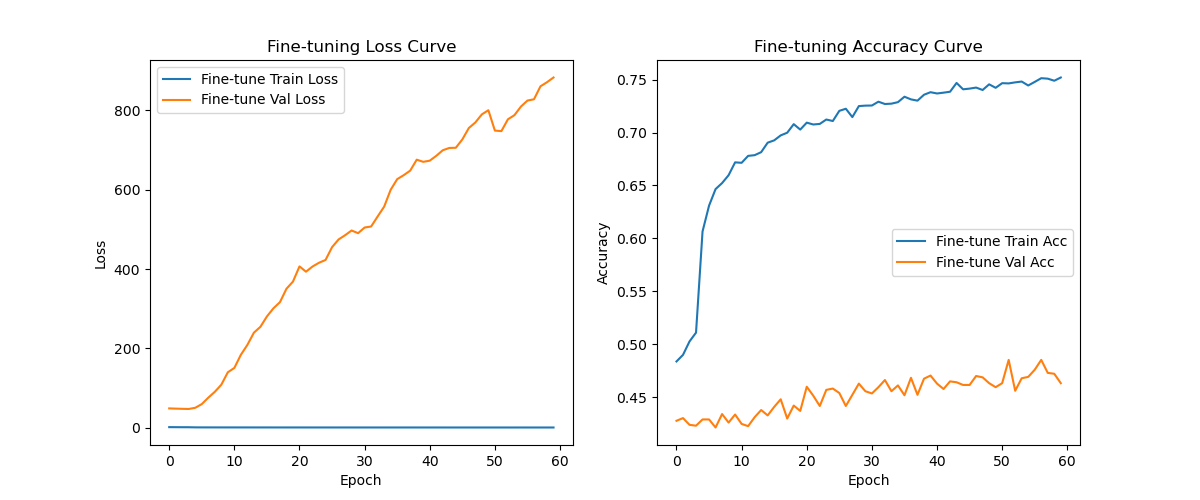 Fine-tuning Loss Curve
Fine-tune Train Loss
Fine-tune Val Loss
800
600
400
200
0
Loss
0 10 20 30 40 50 60
Epoch
Fine-tuning Accuracy Curve
0.75
0.70
0.65
0.60
0.55
0.50
0.45
Accuracy
Fine-tune Train Acc
Fine-tune Val Acc
0 10 20 30 40 50 60
Epoch